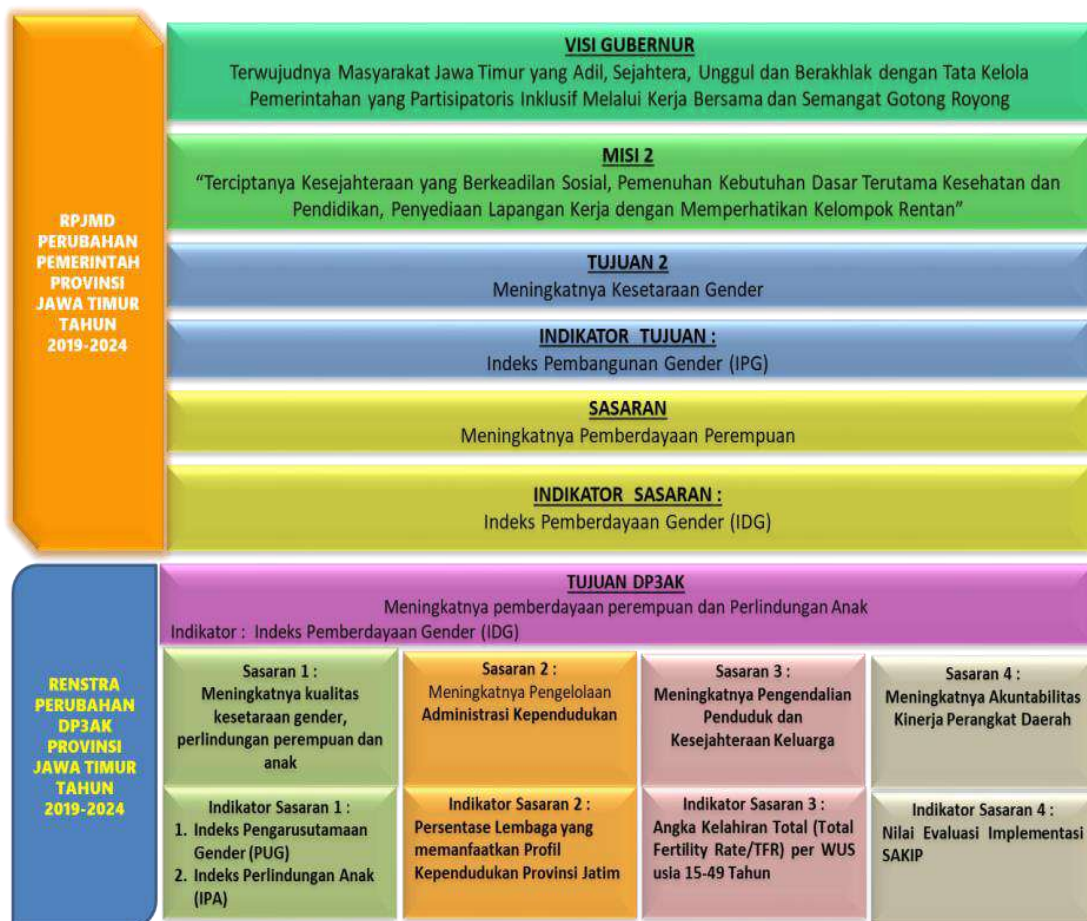 RPJMD
PERUBAHAN
PEMERINTAH
PROVINSI
JAWA TIMUR
TAHUN
2019-2024
VISI GUBERNUR
Terwujudnya Masyarakat Jawa Timur yang Adil, Sejahtera, Unggul dan Berakhlak dengan Tata Kelola
Pemerintahan yang Partisipatoris Inklusif Melalui Kerja Bersama dan Semangat Gotong Royong
MISI 2
“Terciptanya Kesejahteraan yang Berkeadilan Sosial, Pemenuhan Kebutuhan Dasar Terutama Kesehatan dan
Pendidikan, Penyediaan Lapangan Kerja dengan Memperhatikan Kelompok Rentan”
TUJUAN 2
Meningkatnya Kesetaraan Gender
INDIKATOR TUJUAN :
Indeks Pembangunan Gender (IPG)
SASARAN
Meningkatnya Pemberdayaan Perempuan
INDIKATOR SASARAN :
Indeks Pemberdayaan Gender (IDG)
RENSTRA
PERUBAHAN
DP3AK
PROVINSI
JAWA TIMUR
TAHUN
2019-2024
TUJUAN DP3AK
Meningkatnya pemberdayaan perempuan dan Perlindungan Anak
Indikator : Indeks Pemberdayaan Gender (IDG)
Sasaran 1 :
Meningkatnya kualitas
kesetaraan gender,
perlindungan perempuan dan
anak
Sasaran 2 :
Meningkatnya Pengelolaan
Administrasi Kependudukan
Sasaran 3 :
Meningkatnya Pengendalian
Penduduk dan
Kesejahteraan Keluarga
Sasaran 4 :
Meningkatnya Akuntabilitas
Kinerja Perangkat Daerah
Indikator Sasaran 1 :
1. Indeks Pengarusutamaan
Gender (PUG)
2. Indeks Perlindungan Anak
(IPA)
Indikator Sasaran 2 :
Persentase Lembaga yang
memanfaatkan Profil
Kependudukan Provinsi Jatim
Indikator Sasaran 3 :
Angka Kelahiran Total (Total
Fertility Rate/TFR) per WUS
usia 15-49 Tahun
Indikator Sasaran 4 :
Nilai Evaluasi Implementasi
SAKIP